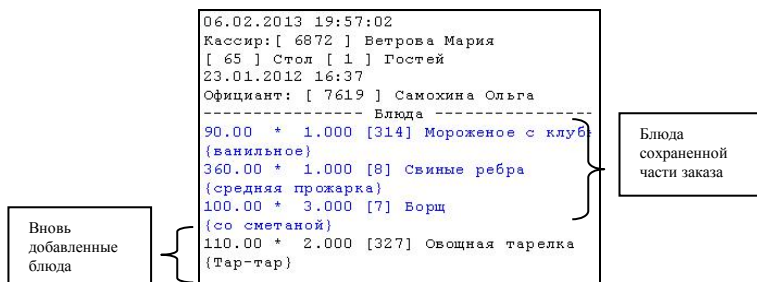 06.02.2013 19:57:02
Кассир:[ 6872 ] Ветрова Мария
[ 65 ] Стол [ 1 ] Гостей
23.01.2012 16:37
Официант: [ 7619 ] Самохина Ольга
---------------- Блюда ----------------
90.00 * 1.000 [314] Мороженое с клуб
{ванильное}
360.00 * 1.000 [8] Свиные ребра
{средняя прожарка}
100.00 * 3.000 [7] Борщ
{со сметаной}
110.00 * 2.000 [327] Овощная тарелка
{Тар-тар}
Блюда
сохраненной
части заказа
Вновь
добавленные
блюда